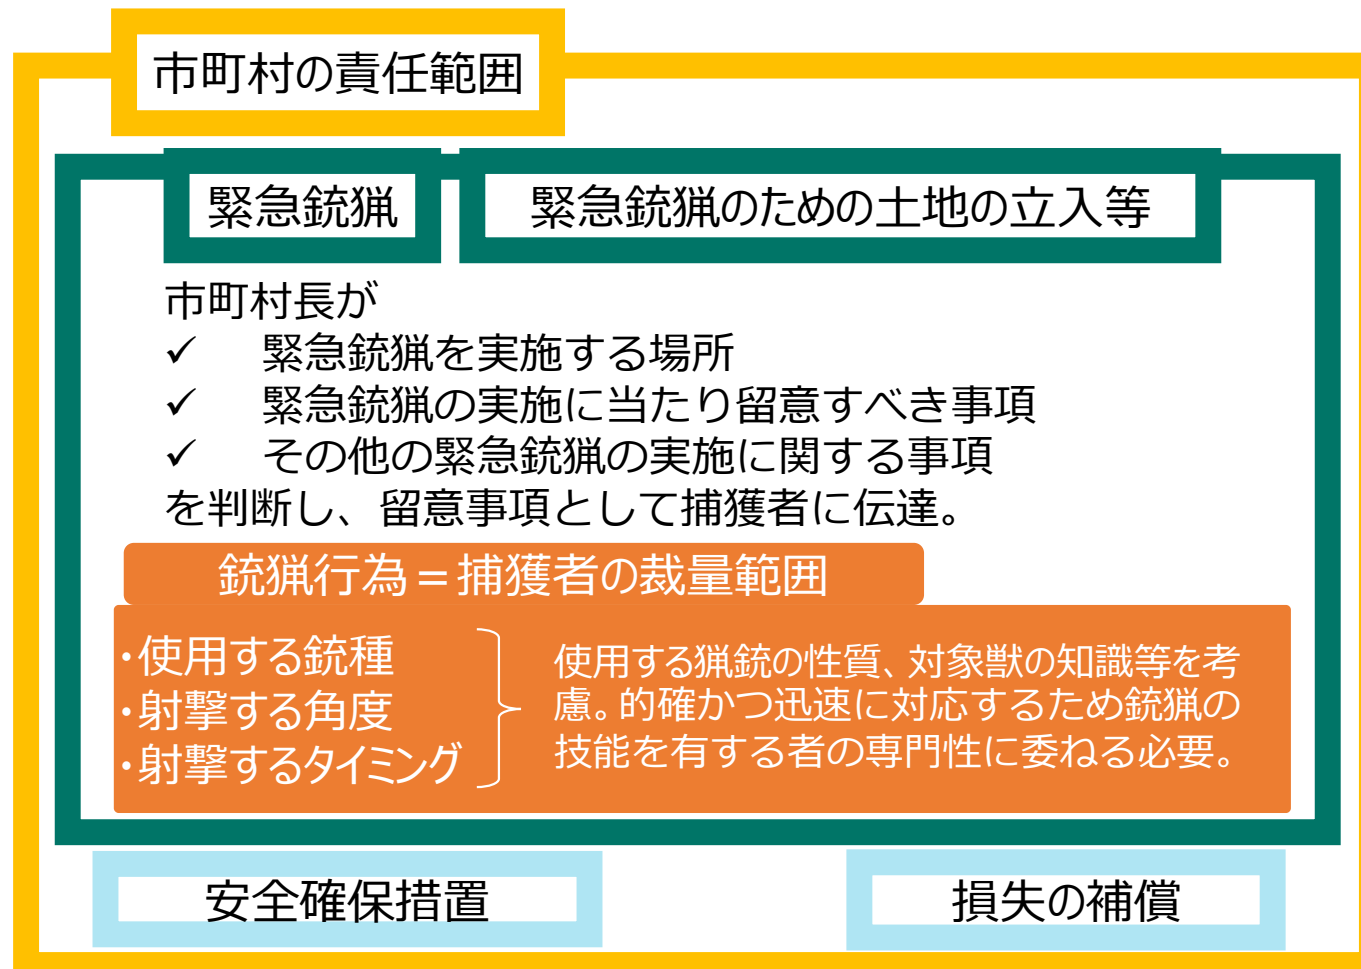 市町村の責任範囲
緊急銃猟
緊急銃猟のための土地の立入等
市町村長が
✓ 緊急銃猟を実施する場所
✓ 緊急銃猟の実施に当たり留意すべき事項
✓ その他の緊急銃猟の実施に関する事項
を判断し、留意事項として捕獲者に伝達。
銃猟行為＝捕獲者の裁量範囲
・使用する銃種
・射撃する角度
・射撃するタイミング
使用する猟銃の性質、対象獣の知識等を考
慮。的確かつ迅速に対応するため銃猟の
技能を有する者の専門性に委ねる必要。
安全確保措置
損失の補償